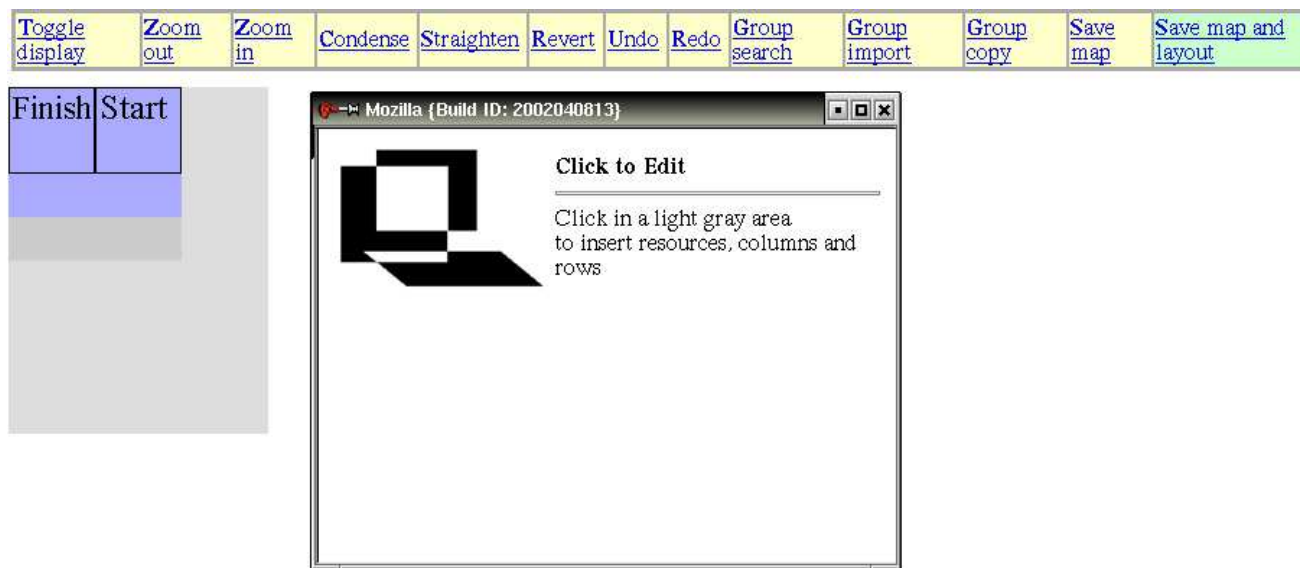 Toggle display
Zoom out
Zoom in
Condense
Straighten
Revert
Undo
Redo
Group search
Group import
Group copy
Save map
Save map and layout
Finish
Start
Mozilla {Build ID: 2002040813}
Click to Edit
Click in a light gray area
to insert resources, columns and
rows